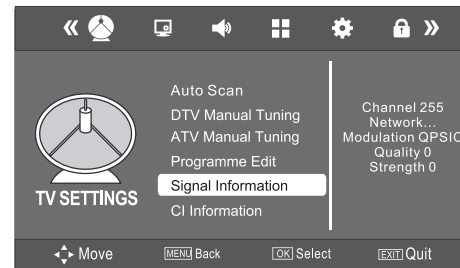 Auto Scan
DTV Manual Tuning
ATV Manual Tuning
Programme Edit
Signal Information
CI Information
TV SETTINGS
Channel 255
Network...
Modulation QPSIC
Quality 0
Strength 0
Move
MENU Back
OK Select
EXIT Quit